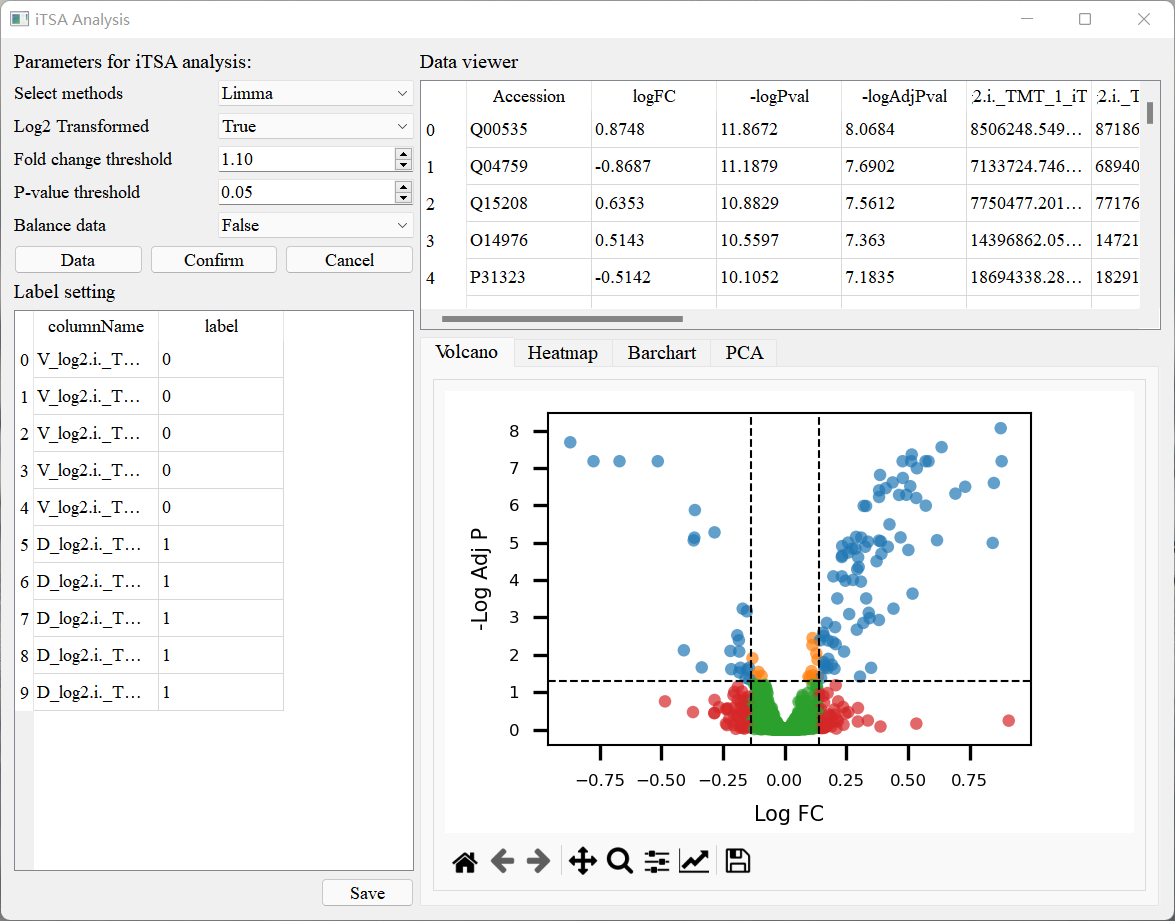 iTSA Analysis
Parameters for iTSA analysis:
Select methods Limma
Log2 Transformed True
Fold change threshold 1.10
P-value threshold 0.05
Balance data False
Data Confirm Cancel
Label setting
columnName label
0 V_log2.i._T... 0
1 V_log2.i._T... 0
2 V_log2.i._T... 0
3 V_log2.i._T... 0
4 V_log2.i._T... 0
5 D_log2.i._T... 1
6 D_log2.i._T... 1
7 D_log2.i._T... 1
8 D_log2.i._T... 1
9 D_log2.i._T... 1
Save
Data viewer
Accession logFC -logPval -logAdjPval 2.i._TMT_1_iT 2.i._T
0 Q00535 0.8748 11.8672 8.0684 8506248.549... 87186
1 Q04759 -0.8687 11.1879 7.6902 7133724.746... 68940
2 Q15208 0.6353 10.8829 7.5612 7750477.201... 77176
3 O14976 0.5143 10.5597 7.363 14396862.05... 14721
4 P31323 -0.5142 10.1052 7.1835 18694338.28... 18291
Volcano Heatmap Barchart PCA
8
7
6
5
4
3
2
1
0
-Log Adj P
−0.75 −0.50 −0.25 0.00 0.25 0.50 0.75
Log FC